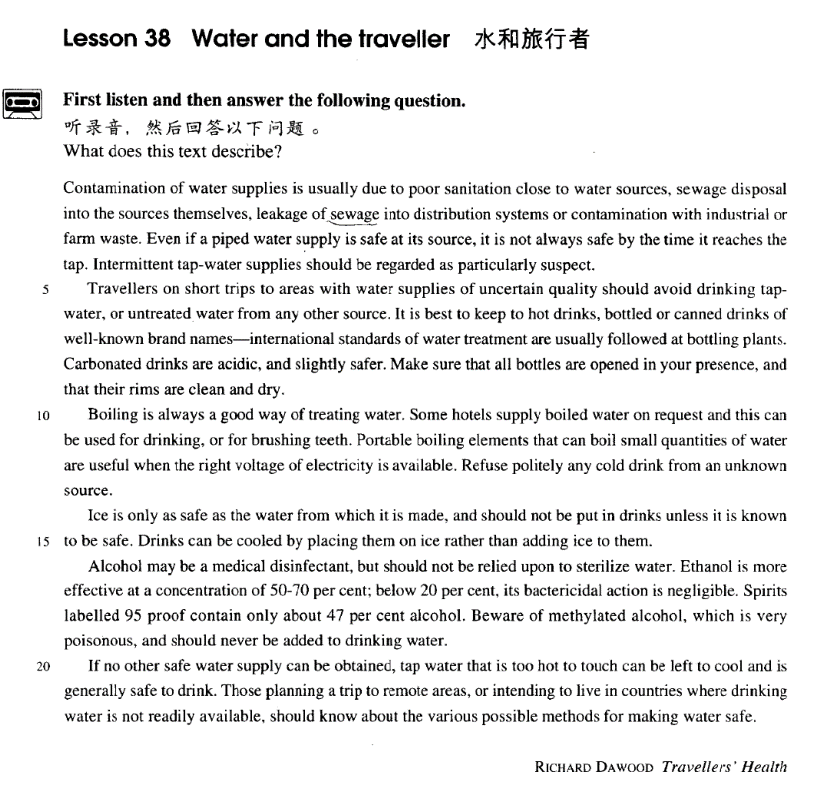 Lesson 38 Water and the traveller 水和旅行者
First listen and then answer the following question.
听录音，然后回答以下问题。
What does this text describe?
Contamination of water supplies is usually due to poor sanitation close to water sources, sewage disposal
into the sources themselves, leakage of sewage into distribution systems or contamination with industrial or
farm waste. Even if a piped water supply is safe at its source, it is not always safe by the time it reaches the
tap. Intermittent tap-water supplies should be regarded as particularly suspect.
5 Travellers on short trips to areas with water supplies of uncertain quality should avoid drinking tap-
water, or untreated water from any other source. It is best to keep to hot drinks, bottled or canned drinks of
well-known brand names—international standards of water treatment are usually followed at bottling plants.
Carbonated drinks are acidic, and slightly safer. Make sure that all bottles are opened in your presence, and
that their rims are clean and dry.
10 Boiling is always a good way of treating water. Some hotels supply boiled water on request and this can
be used for drinking, or for brushing teeth. Portable boiling elements that can boil small quantities of water
are useful when the right voltage of electricity is available. Refuse politely any cold drink from an unknown
source.
Ice is only as safe as the water from which it is made, and should not be put in drinks unless it is known
15 to be safe. Drinks can be cooled by placing them on ice rather than adding ice to them.
Alcohol may be a medical disinfectant, but should not be relied upon to sterilize water. Ethanol is more
effective at a concentration of 50-70 per cent; below 20 per cent, its bactericidal action is negligible. Spirits
labelled 95 proof contain only about 47 per cent alcohol. Beware of methylated alcohol, which is very
poisonous, and should never be added to drinking water.
20 If no other safe water supply can be obtained, tap water that is too hot to touch can be left to cool and is
generally safe to drink. Those planning a trip to remote areas, or intending to live in countries where drinking
water is not readily available, should know about the various possible methods for making water safe.
RICHARD DAWOOD Travellers' Health